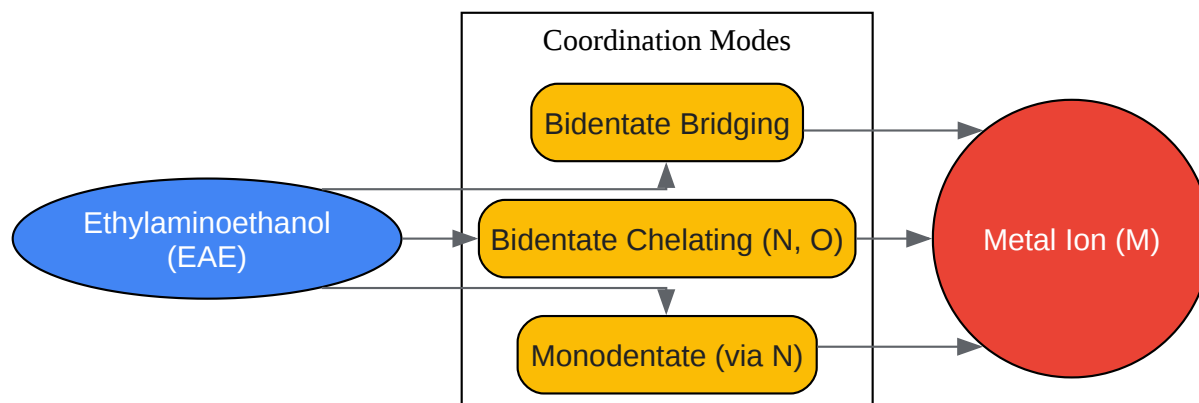 Coordination Modes
Bidentate Bridging
Ethylaminoethanol
(EAE)
Bidentate Chelating (N, O)
Metal Ion (M)
Monodentate (via N)